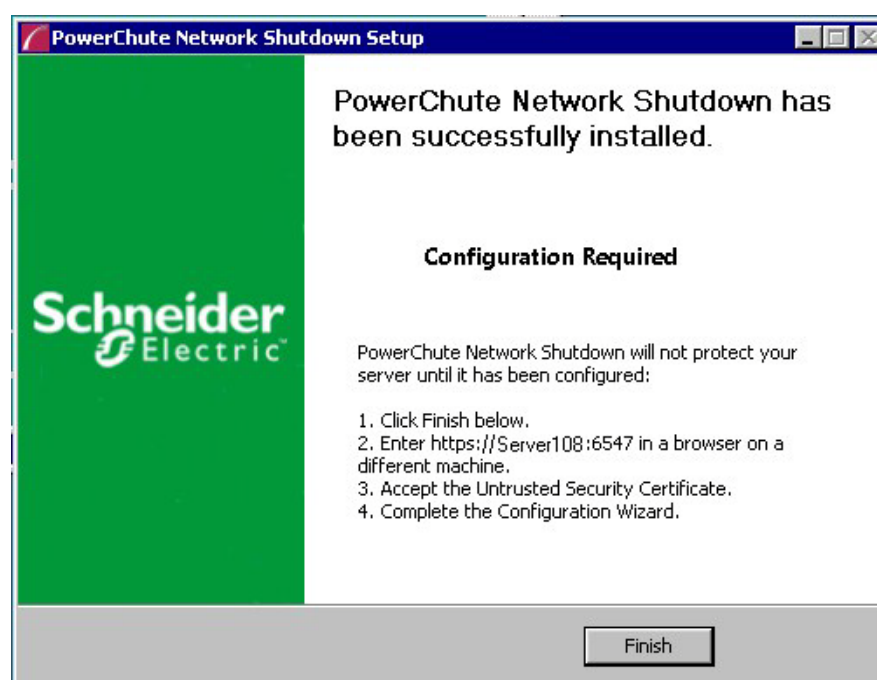 PowerChute Network Shutdown Setup
PowerChute Network Shutdown has
been successfully installed.
Configuration Required
Schneider
Electric
PowerChute Network Shutdown will not protect your
server until it has been configured:
1. Click Finish below.
2. Enter https://Server108:6547 in a browser on a
different machine.
3. Accept the Untrusted Security Certificate.
4. Complete the Configuration Wizard.
Finish